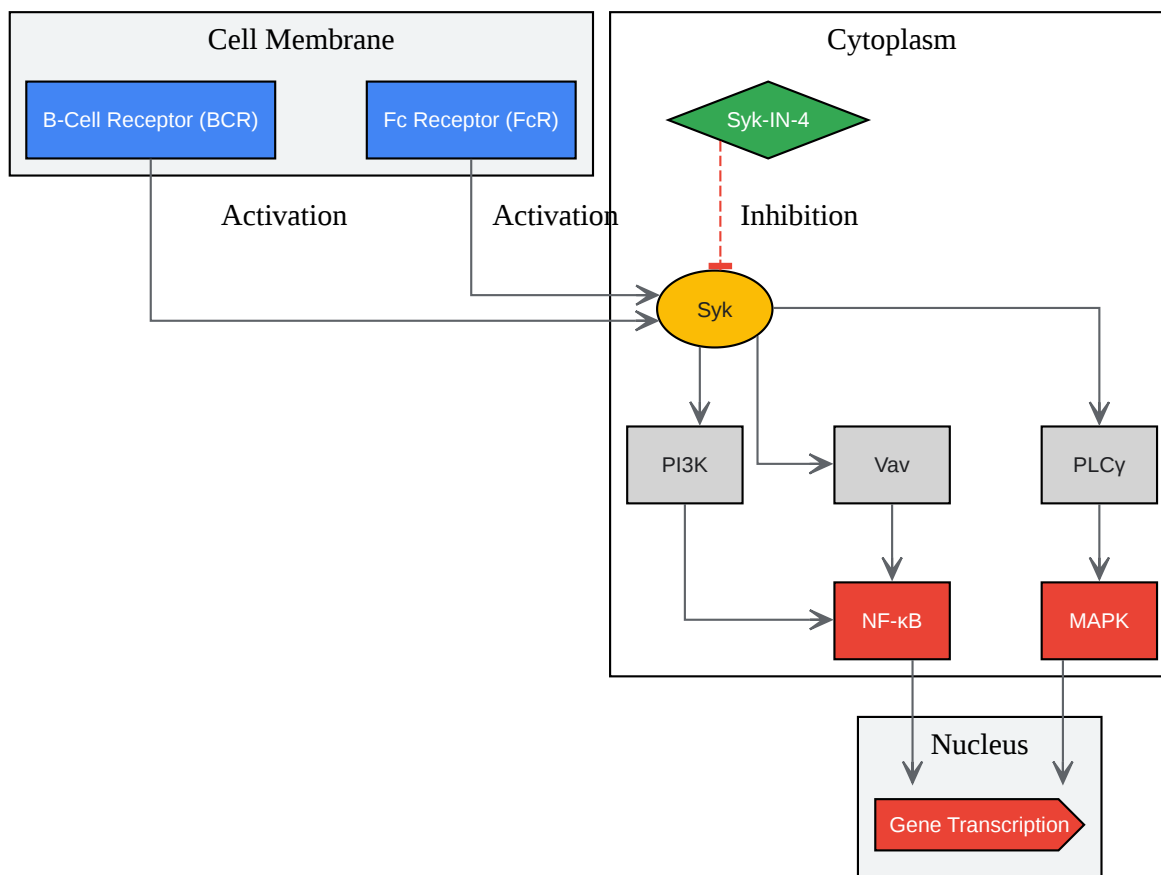 Cell Membrane
Cytoplasm
B-Cell Receptor (BCR)
Fc Receptor (FcR)
Syk-IN-4
Activation
Activation
Inhibition
Syk
PI3K
Vav
PLCγ
NF-κB
MAPK
Nucleus
Gene Transcription